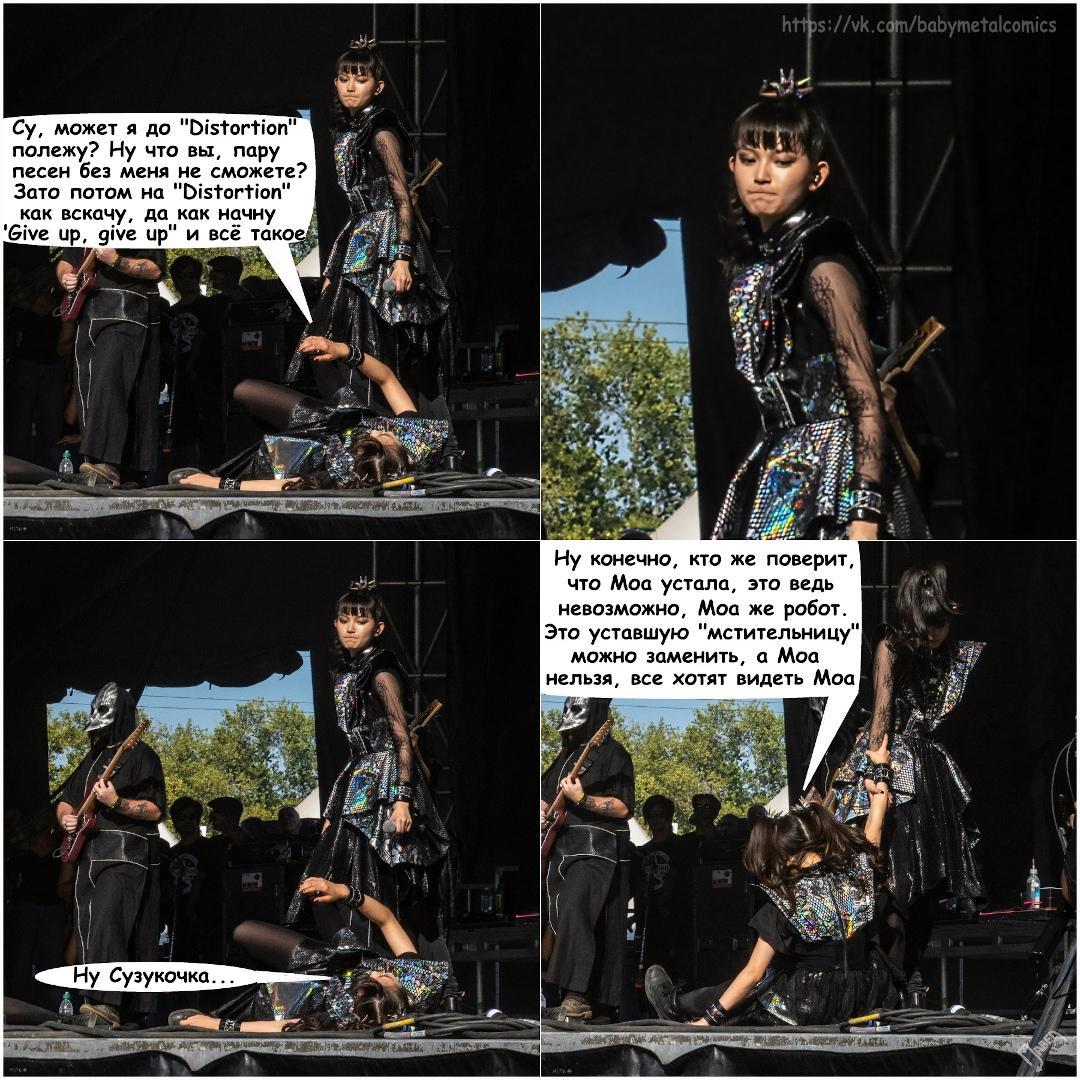 https://vk.com/babymetalcomics
Су, может я до "Distortion"
полежу? Ну что вы, пару
песен без меня не сможете?
Зато потом на "Distortion"
как вскачу, да как начну
"Give up, give up" и всё такое
Ну Сузукочка...
Ну конечно, кто же поверит,
что Моа устала, это ведь
невозможно, Моа же робот.
Это уставшую "мстительницу"
можно заменить, а Моа
нельзя, все хотят видеть Моа